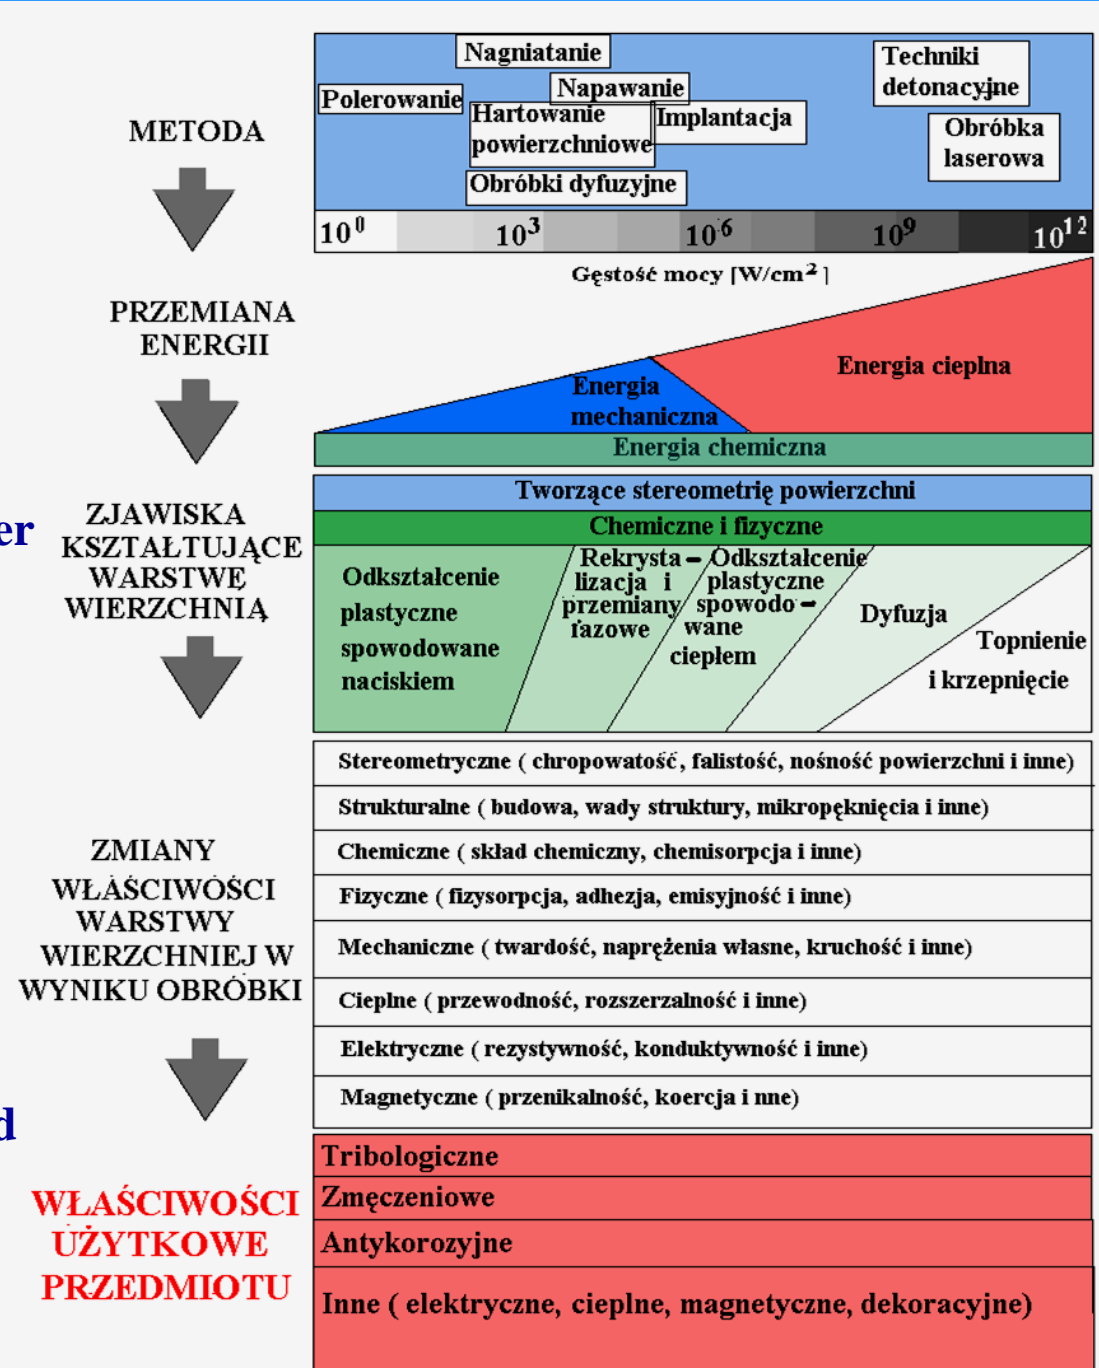 Nagniatanie
Techniki
detonacyjne
Napawanie
Polerowanie
Hartowanie
powierzchniowe
Implantacja
Obróbka
laserowa
Obróbki dyfuzyjne
METODA
10⁰ 10³ 10⁶ 10⁹ 10¹²
Gęstość mocy [W/cm²]
PRZEMIANA
ENERGII
Energia cieplna
Energia
mechaniczna
Energia chemiczna
er
ZJAWISKA
KSZTAŁTUJĄCE
WARSTWĘ
WIERZCHNIĄ
Tworzące stereometrię powierzchni
Chemiczne i fizyczne
Odkształcenie
plastyczne
spowodowane
naciskiem
Rekrysta–
lizacja i
przemiany
fazowe
Odkształcenie
plastyczne
spowodo–
wane
ciepłem
Dyfuzja
Topnienie
i krzepnięcie
ZMIANY
WŁAŚCIWOŚCI
WARSTWY
WIERZCHNIEJ W
WYNIKU OBRÓBKI
Stereometryczne ( chropowatość, falistość, nośność powierzchni i inne)
Strukturalne ( budowa, wady struktury, mikropęknięcia i inne)
Chemiczne ( skład chemiczny, chemisorpcja i inne)
Fizyczne ( fizysorpcja, adhezja, emisyjność i inne)
Mechaniczne ( twardość, naprężenia własne, kruchość i inne)
Cieplne ( przewodność, rozszerzalność i inne)
Elektryczne ( rezystywność, konduktywność i inne)
Magnetyczne ( przenikalność, koercja i nne)
d
WŁAŚCIWOŚCI
UŻYTKOWE
PRZEDMIOTU
Tribologiczne
Zmęczeniowe
Antykorozyjne
Inne ( elektryczne, cieplne, magnetyczne, dekoracyjne)